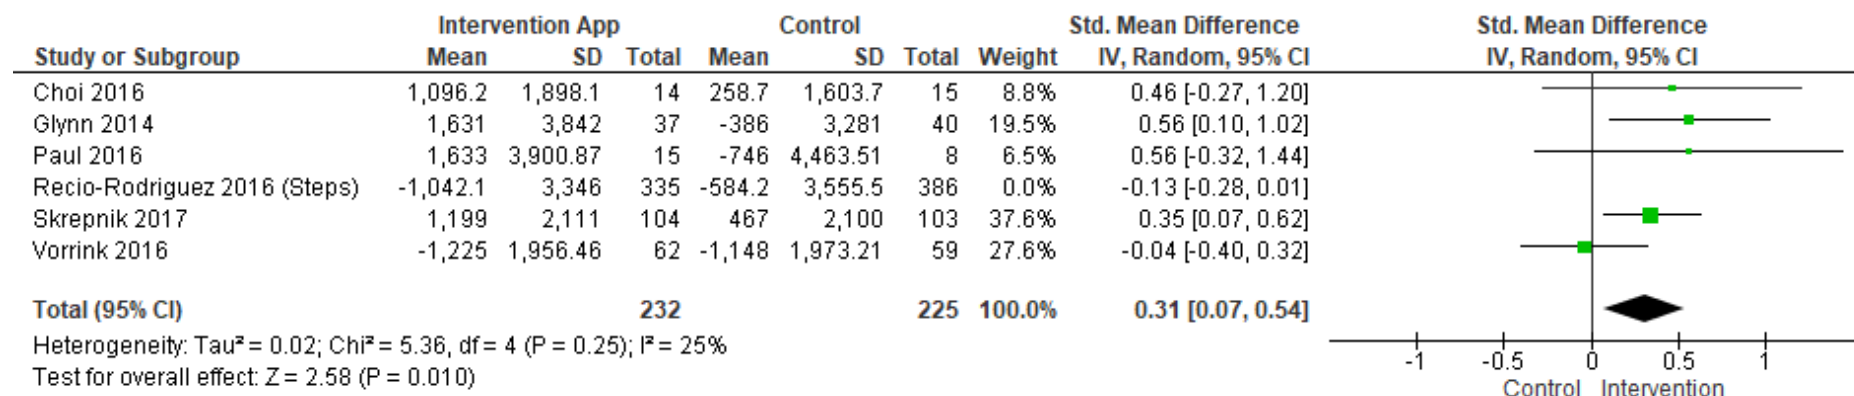 Intervention App Control Std. Mean Difference Std. Mean Difference
Study or Subgroup Mean SD Total Mean SD Total Weight IV, Random, 95% CI IV, Random, 95% CI
Choi 2016 1,096.2 1,898.1 14 258.7 1,603.7 15 8.8% 0.46 [-0.27, 1.20]
Glynn 2014 1,631 3,842 37 -386 3,281 40 19.5% 0.56 [0.10, 1.02]
Paul 2016 1,633 3,900.87 15 -746 4,463.51 8 6.5% 0.56 [-0.32, 1.44]
Recio-Rodriguez 2016 (Steps) -1,042.1 3,346 335 -584.2 3,555.5 386 0.0% -0.13 [-0.28, 0.01]
Skrepnik 2017 1,199 2,111 104 467 2,100 103 37.6% 0.35 [0.07, 0.62]
Vorrink 2016 -1,225 1,956.46 62 -1,148 1,973.21 59 27.6% -0.04 [-0.40, 0.32]
Total (95% CI) 232 225 100.0% 0.31 [0.07, 0.54]
Heterogeneity: Tau² = 0.02; Chi² = 5.36, df = 4 (P = 0.25); I² = 25%
Test for overall effect: Z = 2.58 (P = 0.010)
-1 -0.5 0 0.5 1
Control Intervention